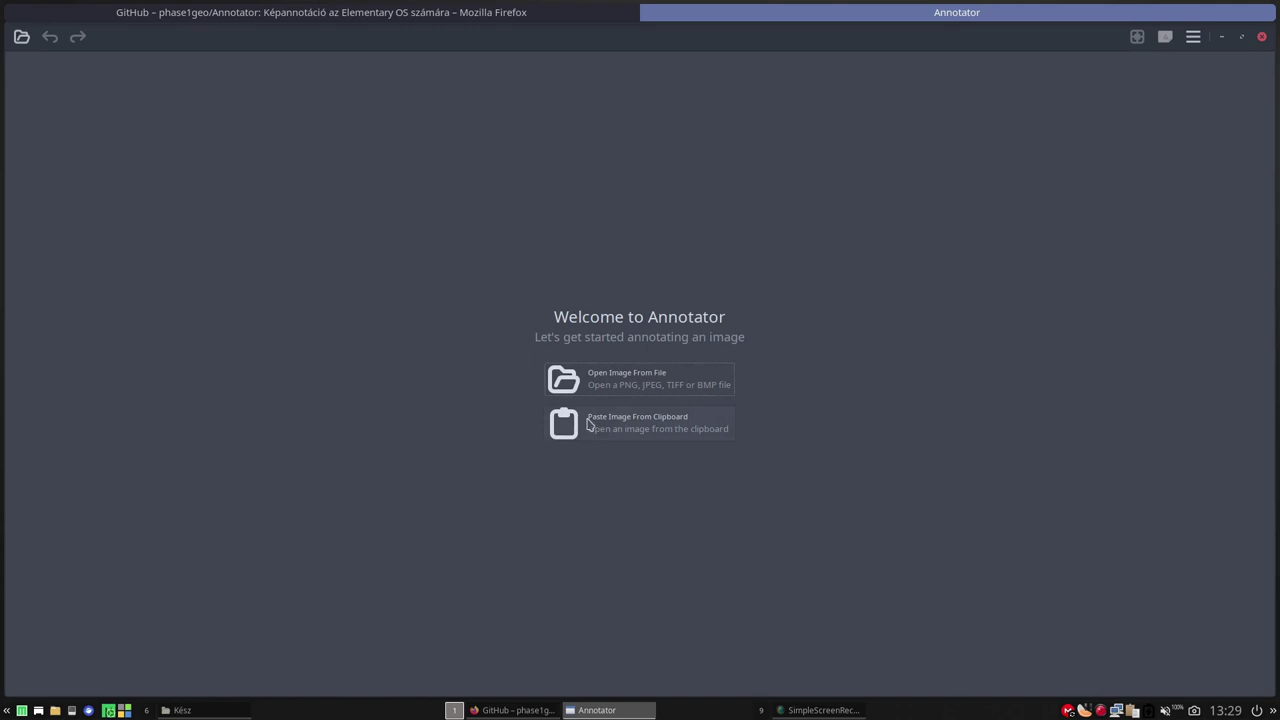 GitHub – phase1geo/Annotator: Képannotáció az Elementary OS számára – Mozilla Firefox
Annotator
Welcome to Annotator
Let's get started annotating an image
Open Image From File
Open a PNG, JPEG, TIFF or BMP file
Paste Image From Clipboard
Open an image from the clipboard
6
Kész
1
GitHub – phase1g...
Annotator
9
SimpleScreenRec...
100%
13:29